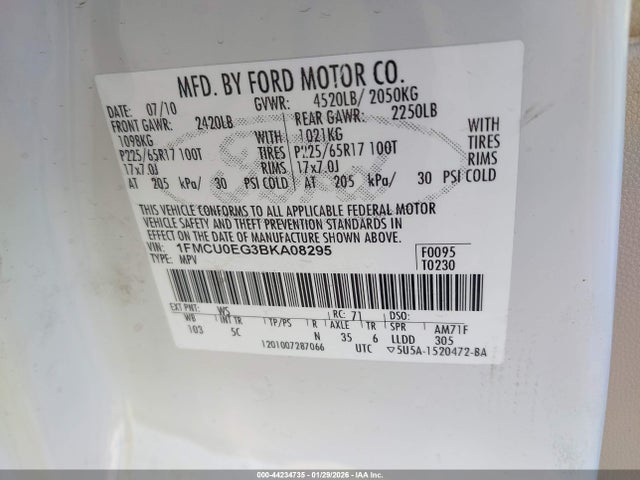 MFD. BY FORD MOTOR CO.
DATE: 07/10 GVWR: 4520LB/ 2050KG
FRONT GAWR: 2420LB REAR GAWR: 2250LB
1098KG 1021KG WITH
P225/65R17 100T TIRES P225/65R17 100T TIRES
17x7.0J RIMS 17x7.0J RIMS
AT 205 kPa/ 30 PSI COLD AT 205 kPa/ 30 PSI COLD
THIS VEHICLE CONFORMS TO ALL APPLICABLE FEDERAL MOTOR
VEHICLE SAFETY AND THEFT PREVENTION STANDARDS IN
EFFECT ON THE DATE OF MANUFACTURE SHOWN ABOVE.
VIN: 1FMCU0EG3BKA08295 F0095
TYPE: MPV T0230
EXT PNT: WS RC: 71 DSO:
WB INT TR TP/PS R AXLE TR SPR AM71F
103 5C N 35 6 LLDD 305
1201007287066 UTC ▽5U5A-1520472-BA
000-44234735 - 01/29/2026 - IAA Inc.